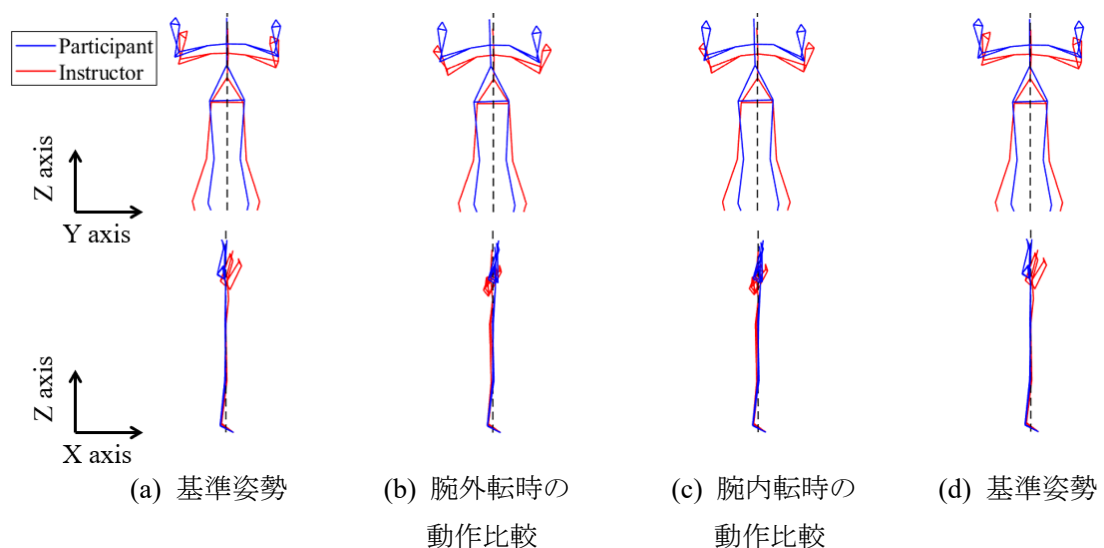 Participant
Instructor
Z axis
Y axis
Z axis
X axis
(a) 基準姿勢
(b) 腕外転時の
動作比較
(c) 腕内転時の
動作比較
(d) 基準姿勢